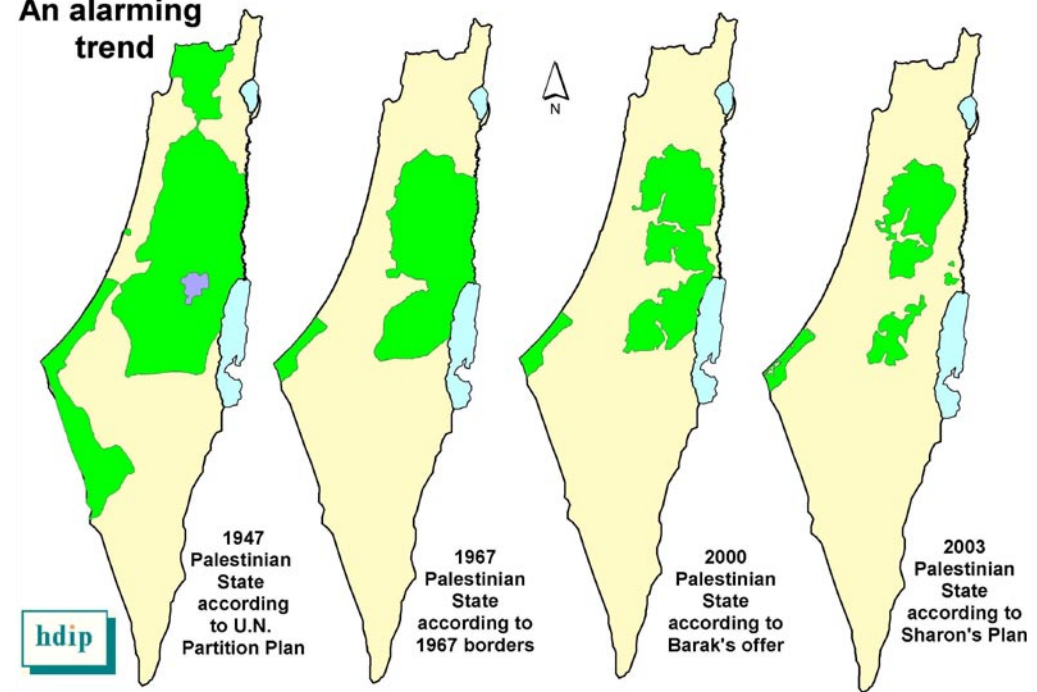 An alarming
trend
N
1947
Palestinian
State
according
to U.N.
Partition Plan
1967
Palestinian
State
according to
1967 borders
2000
Palestinian
State
according to
Barak's offer
2003
Palestinian
State
according to
Sharon's Plan
hdip